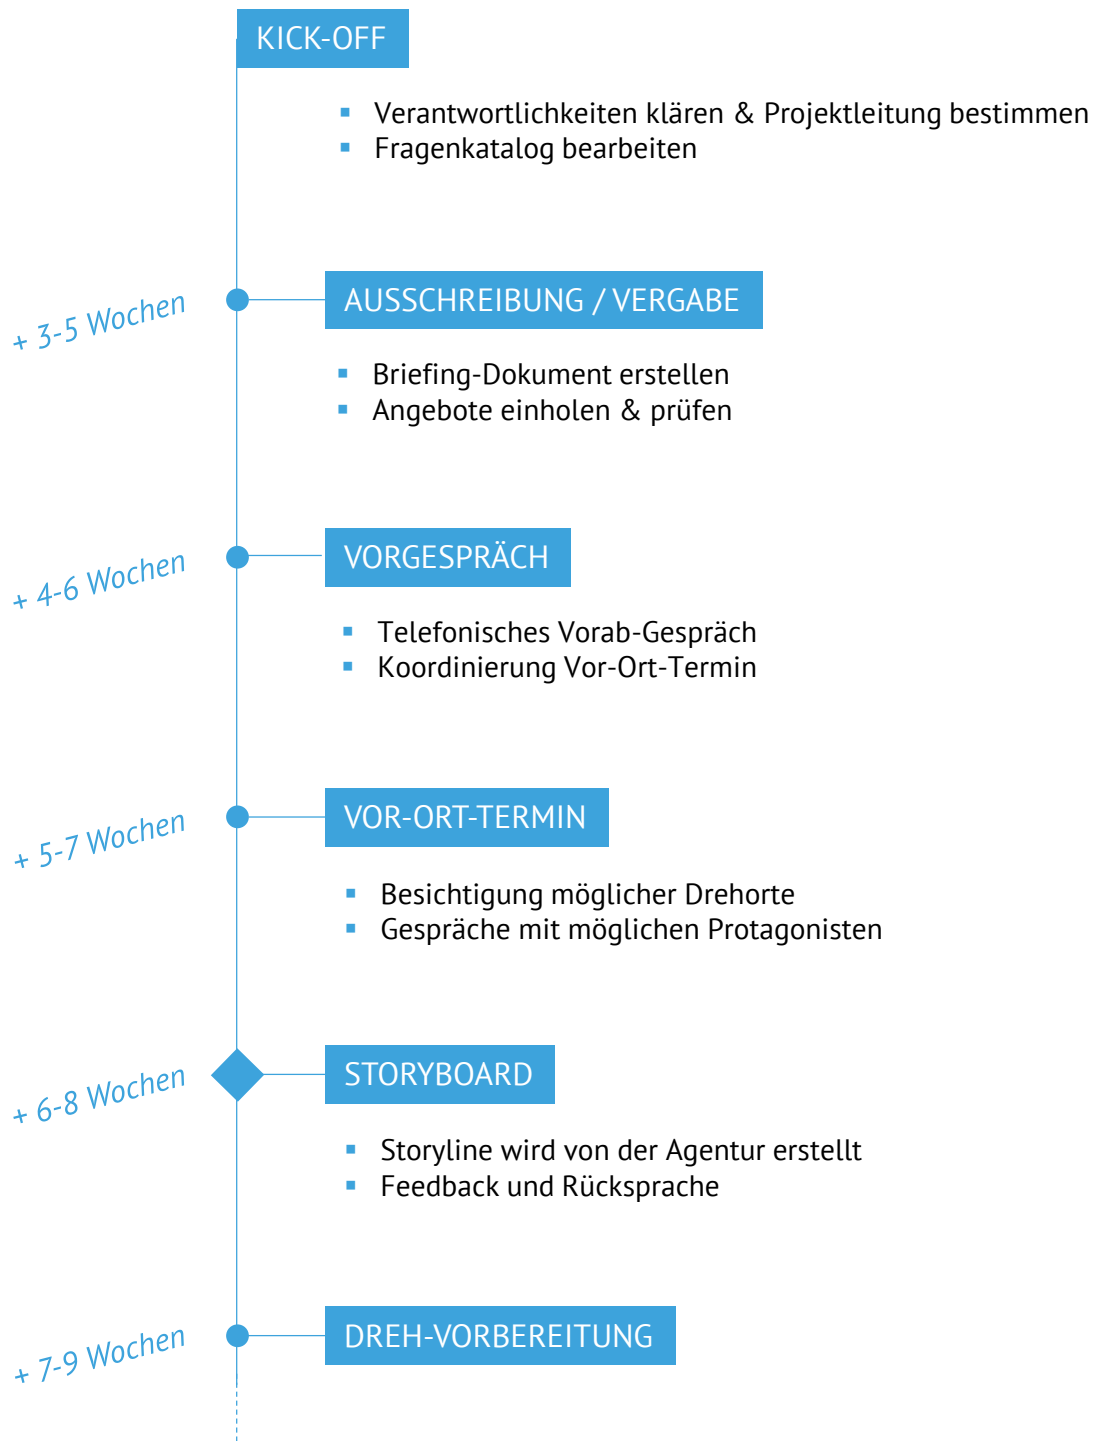 KICK-OFF
Verantwortlichkeiten klären & Projektleitung bestimmen
Fragenkatalog bearbeiten
+ 3-5 Wochen
AUSSCHREIBUNG / VERGABE
Briefing-Dokument erstellen
Angebote einholen & prüfen
+ 4-6 Wochen
VORGESPRÄCH
Telefonisches Vorab-Gespräch
Koordinierung Vor-Ort-Termin
+ 5-7 Wochen
VOR-ORT-TERMIN
Besichtigung möglicher Drehorte
Gespräche mit möglichen Protagonisten
+ 6-8 Wochen
STORYBOARD
Storyline wird von der Agentur erstellt
Feedback und Rücksprache
+ 7-9 Wochen
DREH-VORBEREITUNG